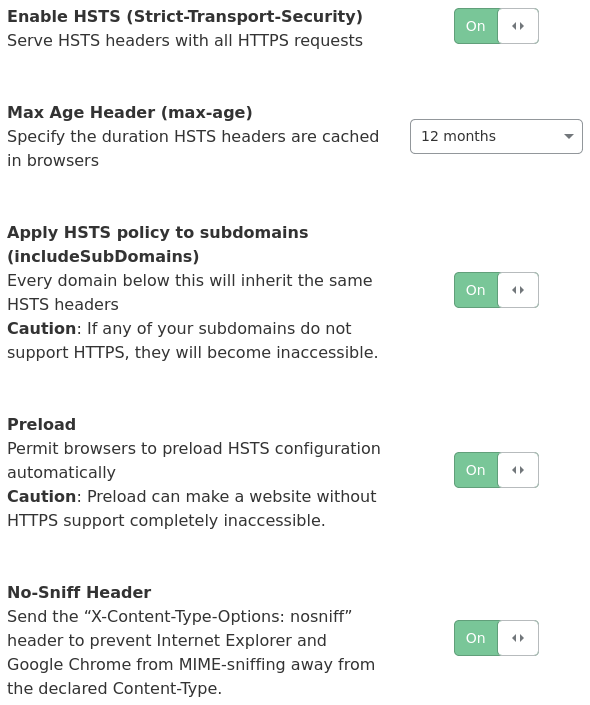 Enable HSTS (Strict-Transport-Security)
Serve HSTS headers with all HTTPS requests
On
Max Age Header (max-age)
Specify the duration HSTS headers are cached
in browsers
12 months
Apply HSTS policy to subdomains
(includeSubDomains)
Every domain below this will inherit the same
HSTS headers
Caution: If any of your subdomains do not
support HTTPS, they will become inaccessible.
On
Preload
Permit browsers to preload HSTS configuration
automatically
Caution: Preload can make a website without
HTTPS support completely inaccessible.
On
No-Sniff Header
Send the “X-Content-Type-Options: nosniff”
header to prevent Internet Explorer and
Google Chrome from MIME-sniffing away from
the declared Content-Type.
On